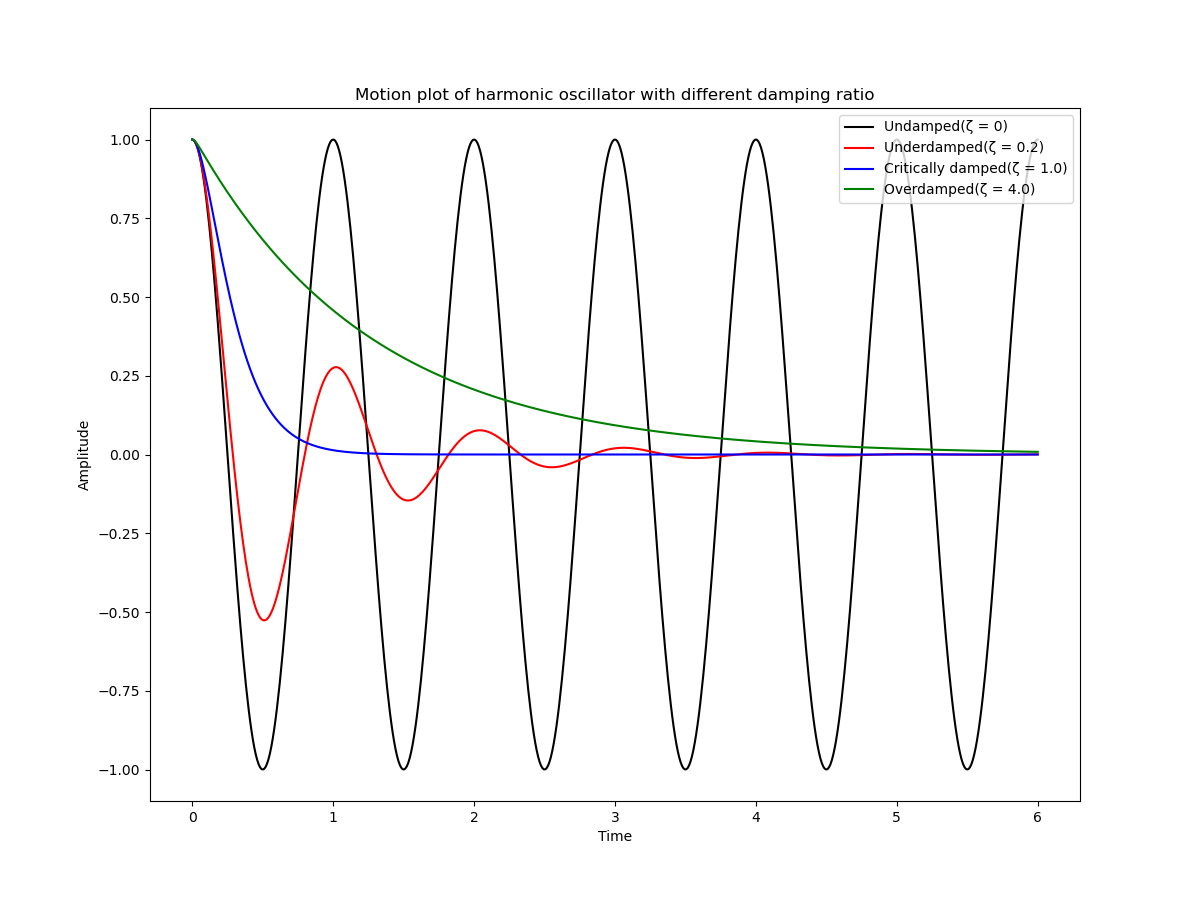 Motion plot of harmonic oscillator with different damping ratio
Undamped(ζ = 0)
Underdamped(ζ = 0.2)
Critically damped(ζ = 1.0)
Overdamped(ζ = 4.0)
1.00
0.75
0.50
0.25
0.00
−0.25
−0.50
−0.75
−1.00
Amplitude
0 1 2 3 4 5 6
Time